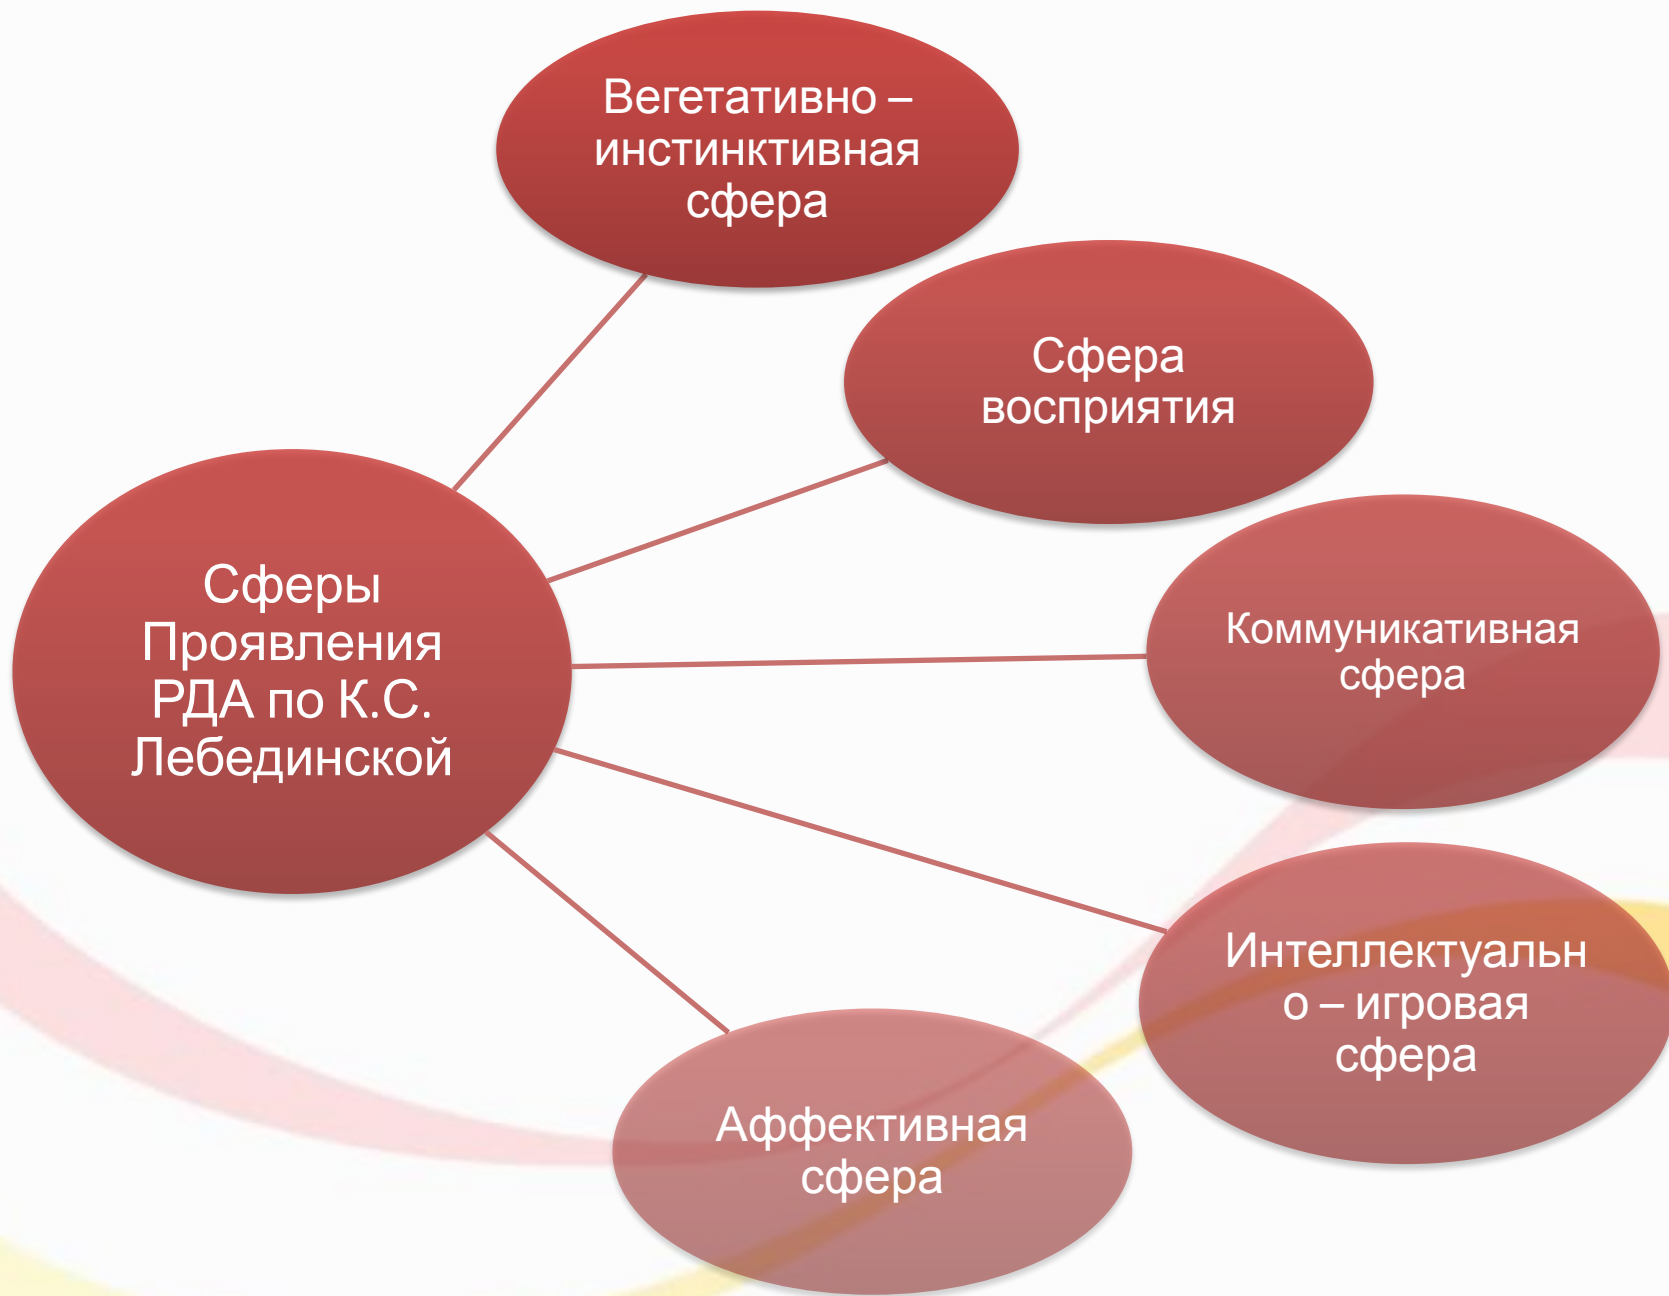 Вегетативно –
инстинктивная
сфера
Сфера
восприятия
Сферы
Проявления
РДА по К.С.
Лебединской
Коммуникативная
сфера
Интеллектуальн
о – игровая
сфера
Аффективная
сфера